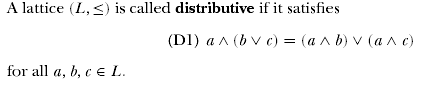 A lattice (L, ≤) is called distributive if it satisfies
(D1) a ∧ (b ∨ c) = (a ∧ b) ∨ (a ∧ c)
for all a, b, c ∈ L.